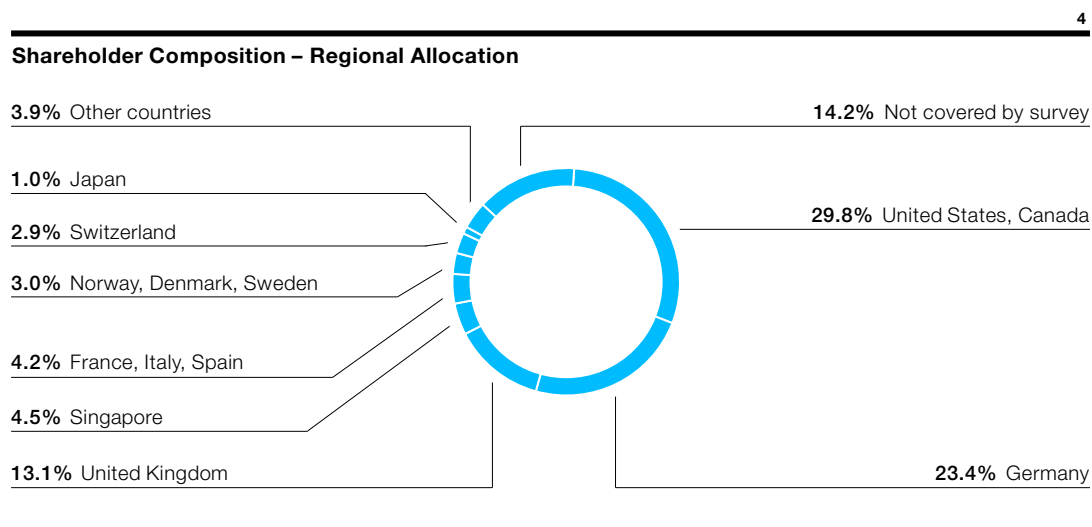 4
Shareholder Composition – Regional Allocation
3.9% Other countries
14.2% Not covered by survey
1.0% Japan
29.8% United States, Canada
2.9% Switzerland
3.0% Norway, Denmark, Sweden
4.2% France, Italy, Spain
4.5% Singapore
13.1% United Kingdom
23.4% Germany